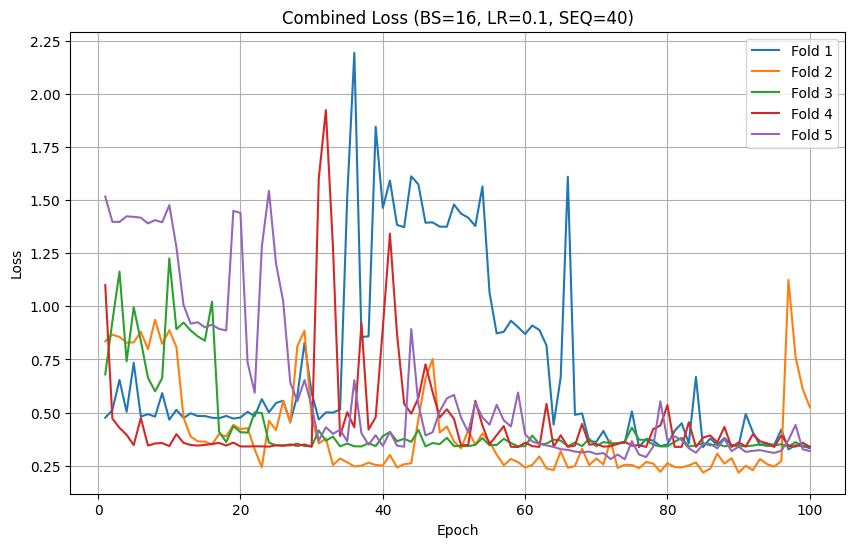 Combined Loss (BS=16, LR=0.1, SEQ=40)
2.25
2.00
1.75
1.50
1.25
1.00
0.75
0.50
0.25
Loss
Fold 1
Fold 2
Fold 3
Fold 4
Fold 5
0 20 40 60 80 100
Epoch